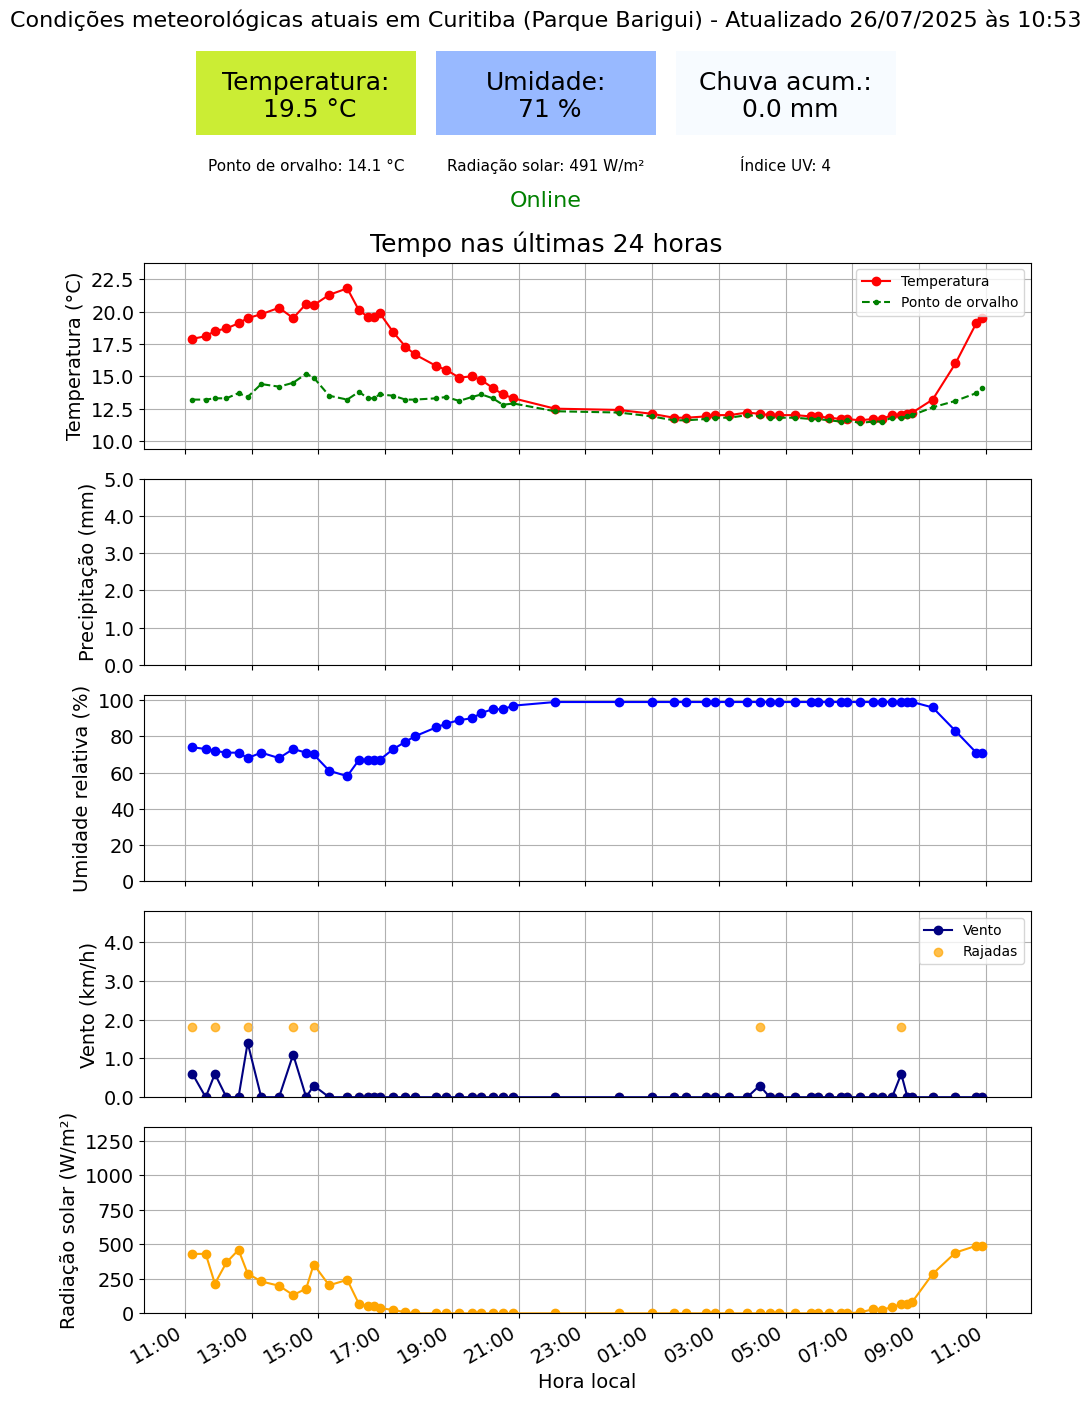 Condições meteorológicas atuais em Curitiba (Parque Barigui) - Atualizado 26/07/2025 às 10:53
Temperatura:
19.5 °C
Umidade:
71 %
Chuva acum.:
0.0 mm
Ponto de orvalho: 14.1 °C
Radiação solar: 491 W/m²
Índice UV: 4
Online
Tempo nas últimas 24 horas
Temperatura (°C)
22.5
20.0
17.5
15.0
12.5
10.0
Temperatura
Ponto de orvalho
Precipitação (mm)
5.0
4.0
3.0
2.0
1.0
0.0
Umidade relativa (%)
100
80
60
40
20
0
Vento (km/h)
4.0
3.0
2.0
1.0
0.0
Vento
Rajadas
Radiação solar (W/m²)
1250
1000
750
500
250
0
11:00
13:00
15:00
17:00
19:00
21:00
23:00
01:00
03:00
05:00
07:00
09:00
11:00
Hora local